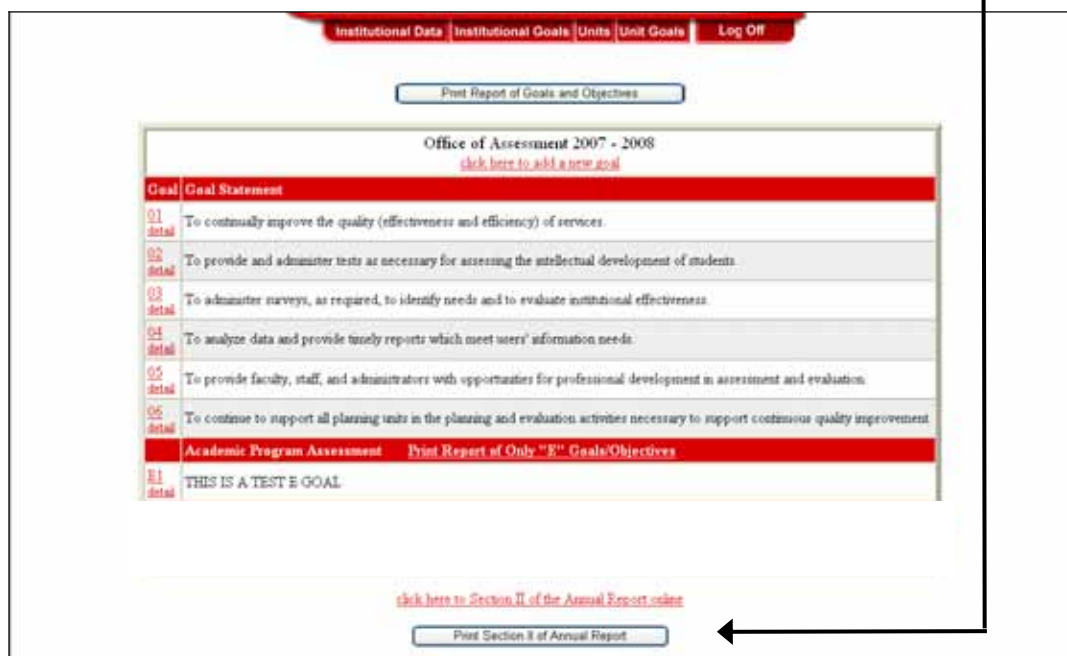 Institutional Data Institutional Goals Units Unit Goals Log Off
Print Report of Goals and Objectives
Office of Assessment 2007 - 2008
click here to add a new goal
Goal Goal Statement
01 detail To continually improve the quality (effectiveness and efficiency) of services.
02 detail To provide and administer tests as necessary for assessing the intellectual development of students.
03 detail To administer surveys, as required, to identify needs and to evaluate institutional effectiveness.
04 detail To analyze data and provide timely reports which meet users' information needs.
05 detail To provide faculty, staff, and administrators with opportunities for professional development in assessment and evaluation.
06 detail To continue to support all planning units in the planning and evaluation activities necessary to support continuous quality improvement
Academic Program Assessment Print Report of Only "E" Goals/Objectives
E1 detail THIS IS A TEST E GOAL
click here to Section II of the Annual Report online
Print Section II of Annual Report